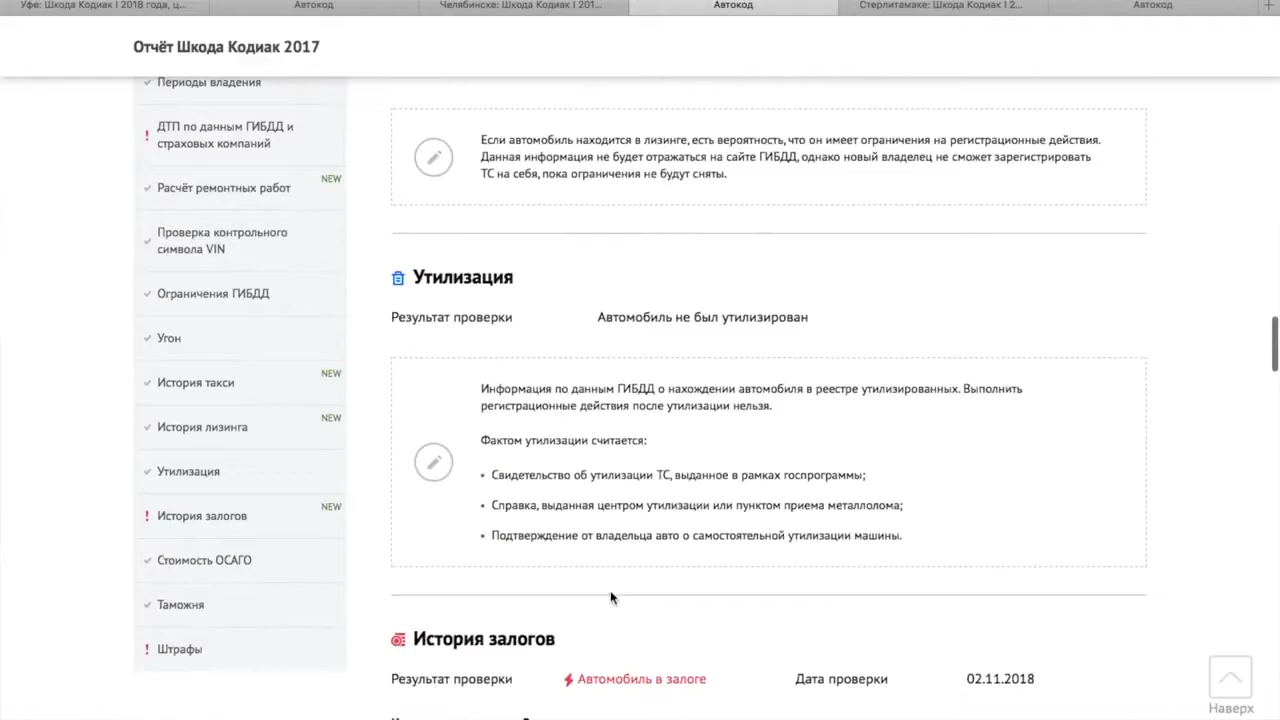 Уфе: Шкода Кодиак I 2018 года, ц...
Автокод
Челябинске: Шкода Кодиак I 201...
Автокод
Стерлитамаке: Шкода Кодиак I 2...
Автокод
Отчёт Шкода Кодиак 2017
Периоды владения
ДТП по данным ГИБДД и
страховых компаний
Расчёт ремонтных работ
NEW
Проверка контрольного
символа VIN
Ограничения ГИБДД
Угон
История такси
NEW
История лизинга
NEW
Утилизация
История залогов
NEW
Стоимость ОСАГО
Таможня
Штрафы
Если автомобиль находится в лизинге, есть вероятность, что он имеет ограничения на регистрационные действия.
Данная информация не будет отражаться на сайте ГИБДД, однако новый владелец не сможет зарегистрировать
ТС на себя, пока ограничения не будут сняты.
Утилизация
Результат проверки
Автомобиль не был утилизирован
Информация по данным ГИБДД о нахождении автомобиля в реестре утилизированных. Выполнить
регистрационные действия после утилизации нельзя.
Фактом утилизации считается:
• Свидетельство об утилизации ТС, выданное в рамках госпрограммы;
• Справка, выданная центром утилизации или пунктом приема металлолома;
• Подтверждение от владельца авто о самостоятельной утилизации машины.
История залогов
Результат проверки
Автомобиль в залоге
Дата проверки
02.11.2018
Наверх